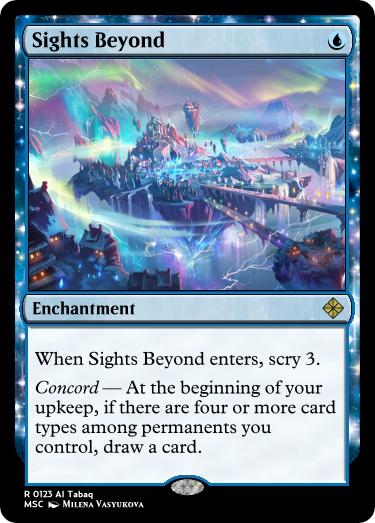 Sights Beyond
Enchantment
When Sights Beyond enters, scry 3.
Concord — At the beginning of your
upkeep, if there are four or more card
types among permanents you
control, draw a card.
R 0123 Al Tabaq
MSC Milena Vasyukova